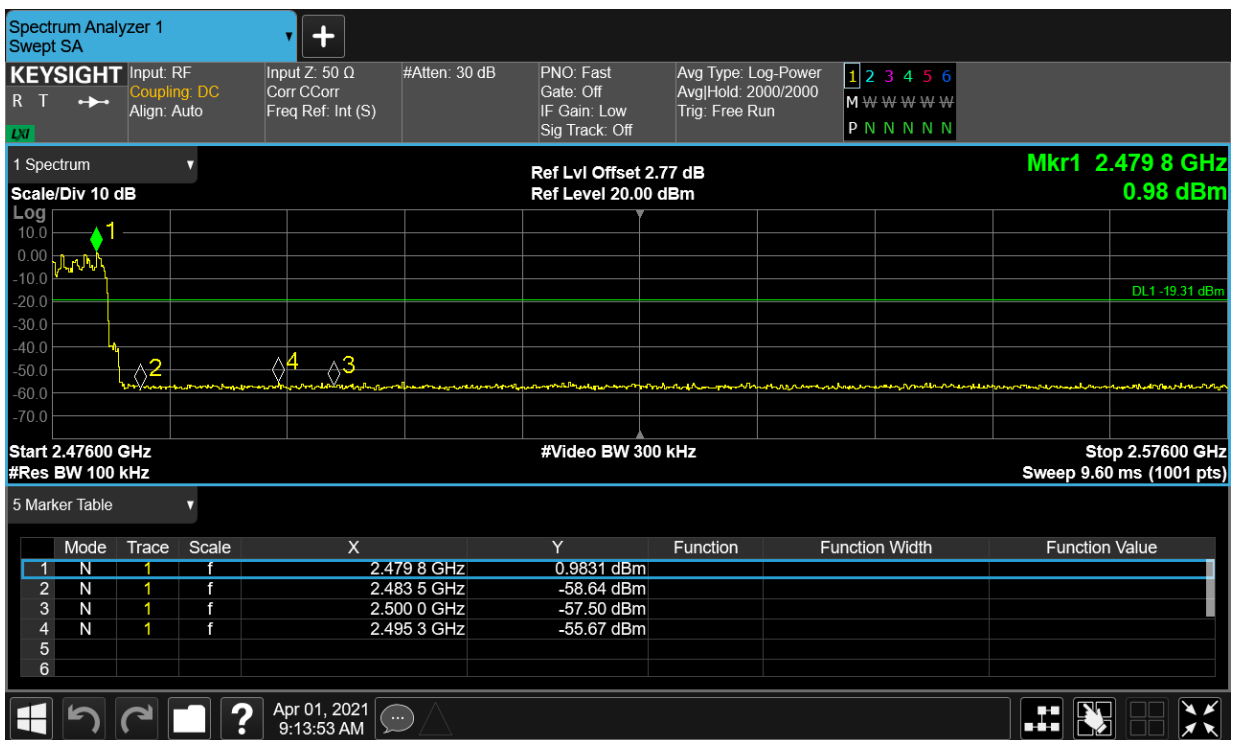 Spectrum Analyzer 1
Swept SA
+
KEYSIGHT
R T
LXI
Input: RF
Coupling: DC
Align: Auto
Input Z: 50 Ω
Corr CCorr
Freq Ref: Int (S)
#Atten: 30 dB
PNO: Fast
Gate: Off
IF Gain: Low
Sig Track: Off
Avg Type: Log-Power
Avg|Hold: 2000/2000
Trig: Free Run
1 2 3 4 5 6
M W W W W W
P N N N N N
1 Spectrum
Scale/Div 10 dB
Ref Lvl Offset 2.77 dB
Ref Level 20.00 dBm
Mkr1 2.479 8 GHz
0.98 dBm
Log
10.0
0.00
-10.0
-20.0
-30.0
-40.0
-50.0
-60.0
-70.0
1
DL1 -19.31 dBm
2
4
3
Start 2.47600 GHz
#Video BW 300 kHz
Stop 2.57600 GHz
#Res BW 100 kHz
Sweep 9.60 ms (1001 pts)
5 Marker Table
Mode Trace Scale X Y Function Function Width Function Value
1 N 1 f 2.479 8 GHz 0.9831 dBm
2 N 1 f 2.483 5 GHz -58.64 dBm
3 N 1 f 2.500 0 GHz -57.50 dBm
4 N 1 f 2.495 3 GHz -55.67 dBm
5
6
?
Apr 01, 2021
9:13:53 AM